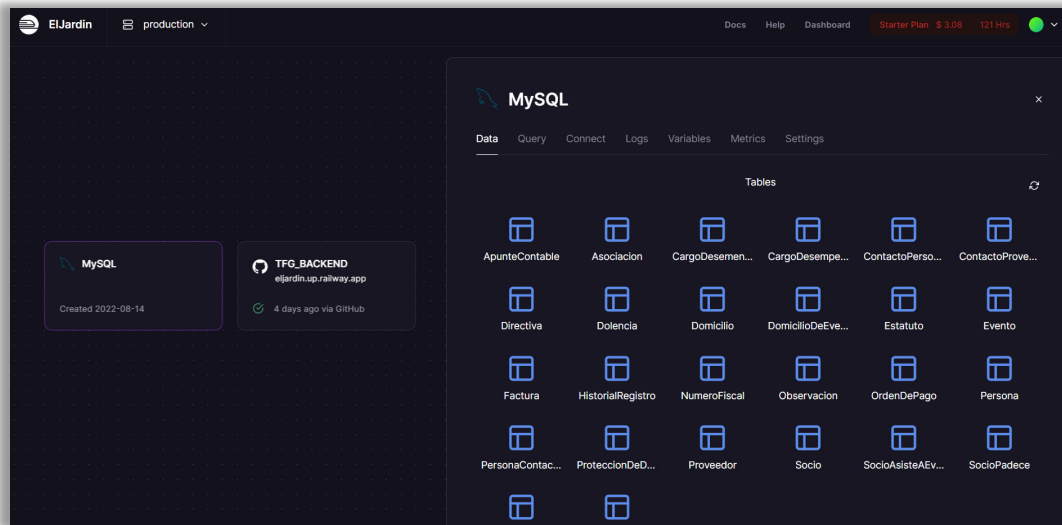 ElJardin production Docs Help Dashboard Starter Plan $ 3.08 121 Hrs
MySQL
Data Query Connect Logs Variables Metrics Settings
Tables
ApunteContable Asociacion CargoDesemen... CargoDesempe... ContactoPerso... ContactoProve...
MySQL
Created 2022-08-14
TFG_BACKEND
eljardin.up.railway.app
4 days ago via GitHub
Directiva Dolencia Domicilio DomicilioDeEve... Estatuto Evento
Factura HistorialRegistro NumeroFiscal Observacion OrdenDePago Persona
PersonaContac... ProteccionDeD... Proveedor Socio SocioAsisteAEv... SocioPadece